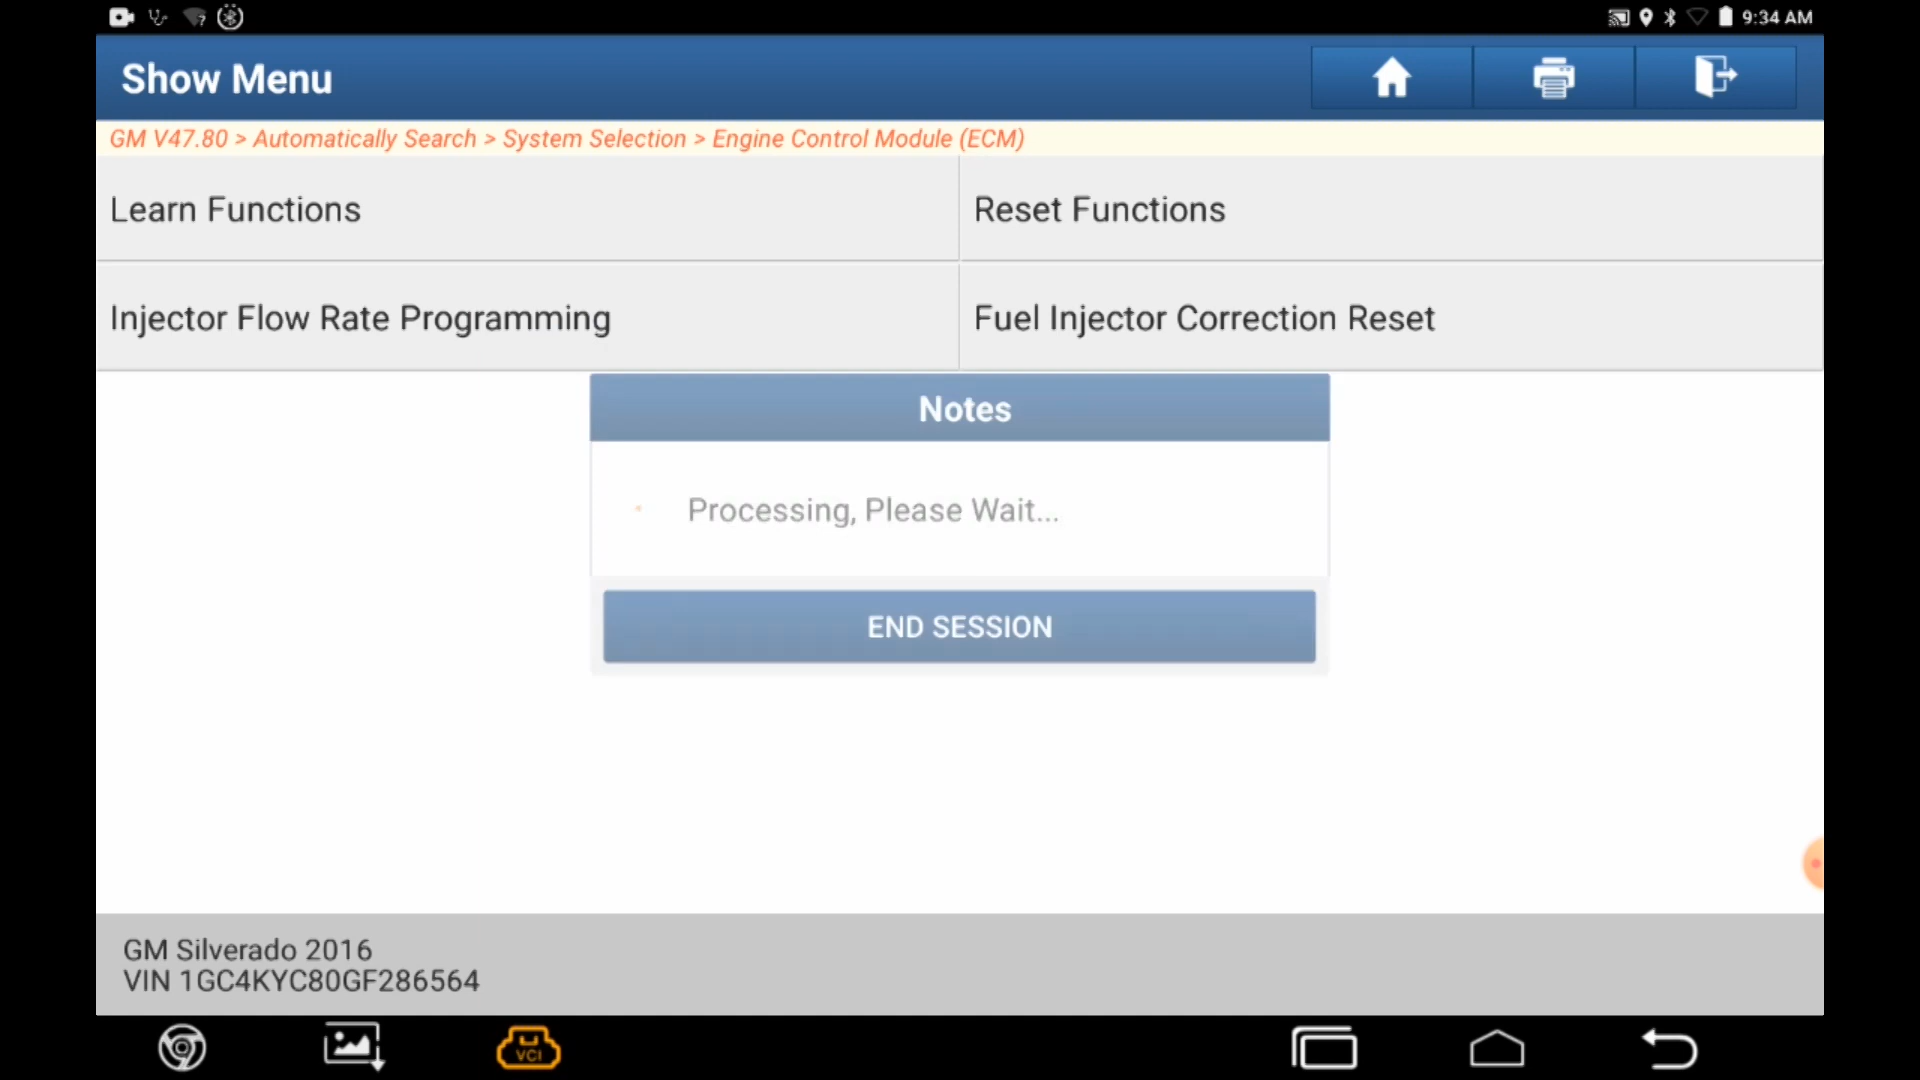 9:34 AM
Show Menu
GM V47.80 > Automatically Search > System Selection > Engine Control Module (ECM)
Learn Functions
Reset Functions
Injector Flow Rate Programming
Fuel Injector Correction Reset
Notes
Processing, Please Wait...
END SESSION
GM Silverado 2016
VIN 1GC4KYC80GF286564
VCI